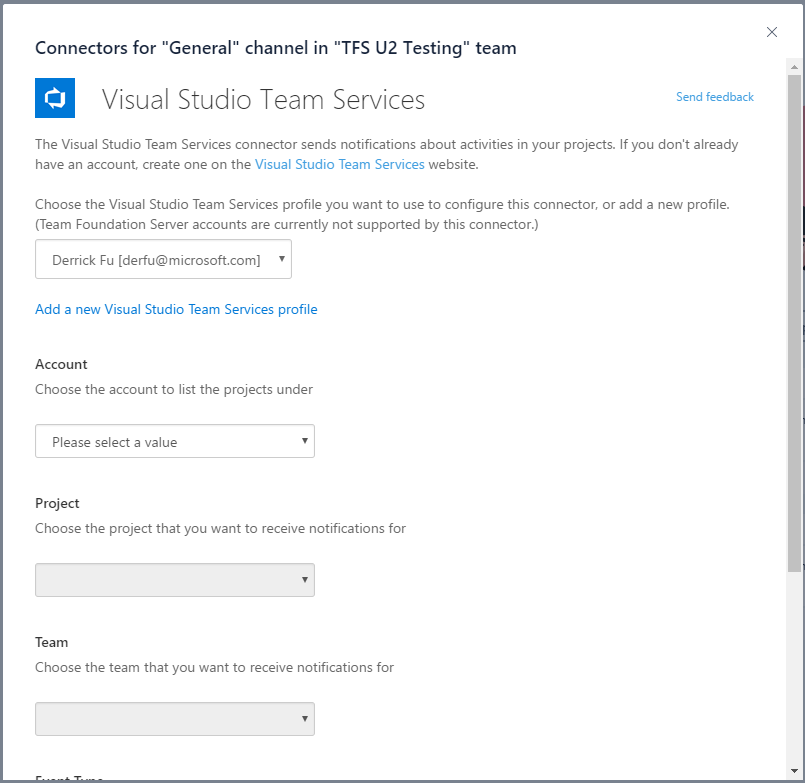 Connectors for "General" channel in "TFS U2 Testing" team
Visual Studio Team Services
Send feedback
The Visual Studio Team Services connector sends notifications about activities in your projects. If you don't already
have an account, create one on the Visual Studio Team Services website.
Choose the Visual Studio Team Services profile you want to use to configure this connector, or add a new profile.
(Team Foundation Server accounts are currently not supported by this connector.)
Derrick Fu [derfu@microsoft.com]
Add a new Visual Studio Team Services profile
Account
Choose the account to list the projects under
Please select a value
Project
Choose the project that you want to receive notifications for
Team
Choose the team that you want to receive notifications for
Event Type